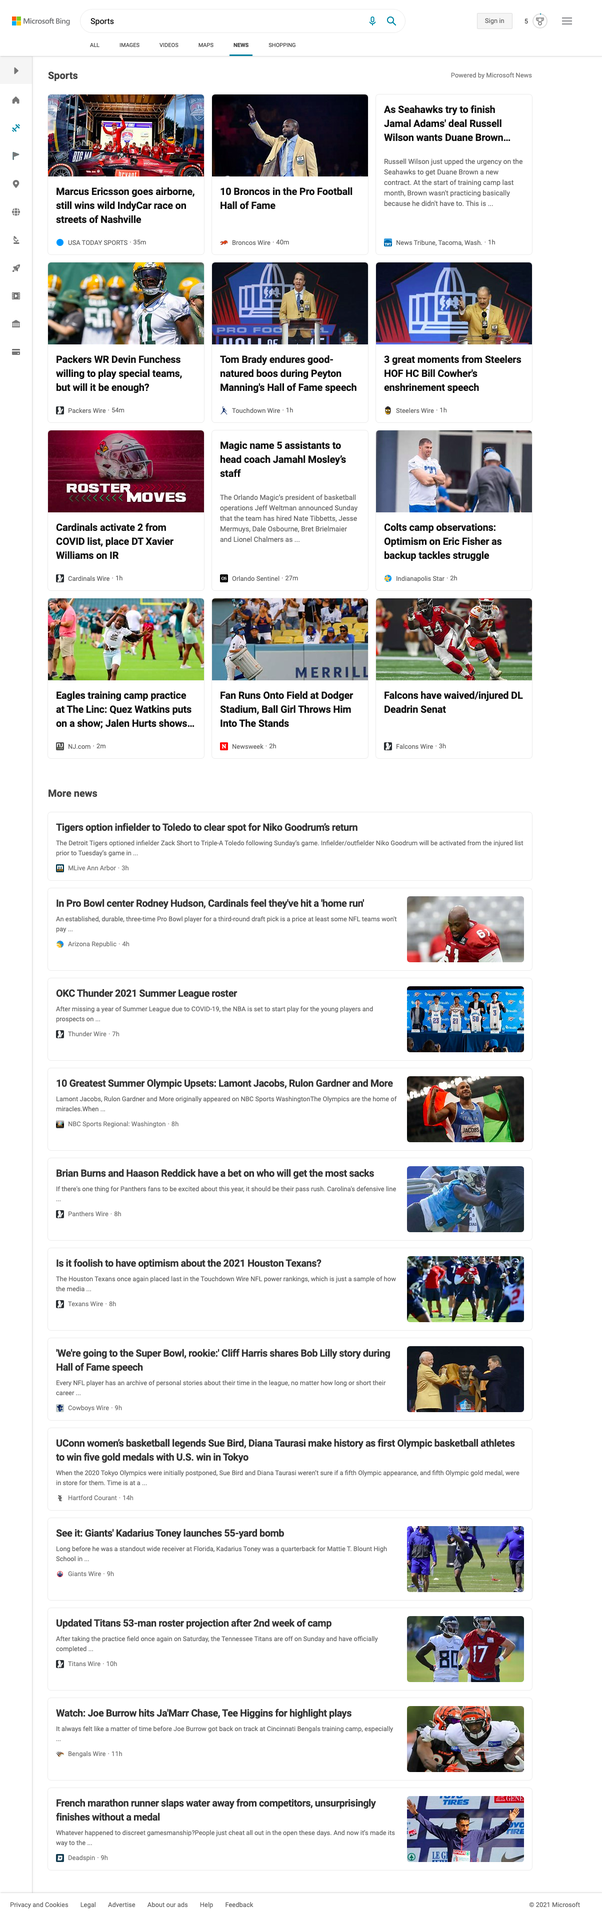 Microsoft Bing
Sports
Sign in
5
ALL
IMAGES
VIDEOS
MAPS
NEWS
SHOPPING
Sports
Powered by Microsoft News
Marcus Ericsson goes airborne,
still wins wild IndyCar race on
streets of Nashville
USA TODAY SPORTS · 35m
10 Broncos in the Pro Football
Hall of Fame
Broncos Wire · 40m
As Seahawks try to finish
Jamal Adams' deal Russell
Wilson wants Duane Brown...
Russell Wilson just upped the urgency on the
Seahawks to get Duane Brown a new
contract. At the start of training camp last
month, Brown wasn't practicing basically
because he didn't have to. This is ...
News Tribune, Tacoma, Wash. · 1h
50
11
Packers WR Devin Funchess
willing to play special teams,
but will it be enough?
Packers Wire · 54m
PRO FOOTBALL
Tom Brady endures good-
natured boos during Peyton
Manning's Hall of Fame speech
Touchdown Wire · 1h
3 great moments from Steelers
HOF HC Bill Cowher's
enshrinement speech
Steelers Wire · 1h
ROSTER
MOVES
Cardinals activate 2 from
COVID list, place DT Xavier
Williams on IR
Cardinals Wire · 1h
Magic name 5 assistants to
head coach Jamahl Mosley's
staff
The Orlando Magic's president of basketball
operations Jeff Weltman announced Sunday
that the team has hired Nate Tibbetts, Jesse
Mermuys, Dale Osbourne, Bret Brielmaier
and Lionel Chalmers as ...
Orlando Sentinel · 27m
Colts camp observations:
Optimism on Eric Fisher as
backup tackles struggle
Indianapolis Star · 2h
Eagles training camp practice
at The Linc: Quez Watkins puts
on a show; Jalen Hurts shows...
NJ.com · 2m
MERRILL
Fan Runs Onto Field at Dodger
Stadium, Ball Girl Throws Him
Into The Stands
Newsweek · 2h
Falcons have waived/injured DL
Deadrin Senat
Falcons Wire · 3h
More news
Tigers option infielder to Toledo to clear spot for Niko Goodrum's return
The Detroit Tigers optioned infielder Zack Short to Triple-A Toledo following Sunday's game. Infielder/outfielder Niko Goodrum will be activated from the injured list
prior to Tuesday's game in ...
MLive Ann Arbor · 3h
In Pro Bowl center Rodney Hudson, Cardinals feel they've hit a 'home run'
An established, durable, three-time Pro Bowl player for a third-round draft pick is a price at least some NFL teams won't
pay ...
Arizona Republic · 4h
OKC Thunder 2021 Summer League roster
After missing a year of Summer League due to COVID-19, the NBA is set to start play for the young players and
prospects on ...
Thunder Wire · 7h
10 Greatest Summer Olympic Upsets: Lamont Jacobs, Rulon Gardner and More
Lamont Jacobs, Rulon Gardner and More originally appeared on NBC Sports WashingtonThe Olympics are the home of
miracles.When ...
NBC Sports Regional: Washington · 8h
JACOBS
Brian Burns and Haason Reddick have a bet on who will get the most sacks
If there's one thing for Panthers fans to be excited about this year, it should be their pass rush. Carolina's defensive line
...
Panthers Wire · 8h
Is it foolish to have optimism about the 2021 Houston Texans?
The Houston Texans once again placed last in the Touchdown Wire NFL power rankings, which is just a sample of how
the media ...
Texans Wire · 8h
'We're going to the Super Bowl, rookie:' Cliff Harris shares Bob Lilly story during
Hall of Fame speech
Every NFL player has an archive of personal stories about their time in the league, no matter how long or short their
career ...
Cowboys Wire · 9h
UConn women's basketball legends Sue Bird, Diana Taurasi make history as first Olympic basketball athletes
to win five gold medals with U.S. win in Tokyo
When the 2020 Tokyo Olympics were initially postponed, Sue Bird and Diana Taurasi weren't sure if a fifth Olympic appearance, and fifth Olympic gold medal, were
in store for them. Time is at a ...
Hartford Courant · 14h
See it: Giants' Kadarius Toney launches 55-yard bomb
Long before he was a standout wide receiver at Florida, Kadarius Toney was a quarterback for Mattie T. Blount High
School in ...
Giants Wire · 9h
Updated Titans 53-man roster projection after 2nd week of camp
After taking the practice field once again on Saturday, the Tennessee Titans are off on Sunday and have officially
completed ...
Titans Wire · 10h
80
17
Watch: Joe Burrow hits Ja'Marr Chase, Tee Higgins for highlight plays
It always felt like a matter of time before Joe Burrow got back on track at Cincinnati Bengals training camp, especially
...
Bengals Wire · 11h
French marathon runner slaps water away from competitors, unsurprisingly
finishes without a medal
Whatever happened to discreet gamesmanship?People just cheat all out in the open these days. And now it's made its
way to the ...
Deadspin · 9h
Privacy and Cookies
Legal
Advertise
About our ads
Help
Feedback
© 2021 Microsoft